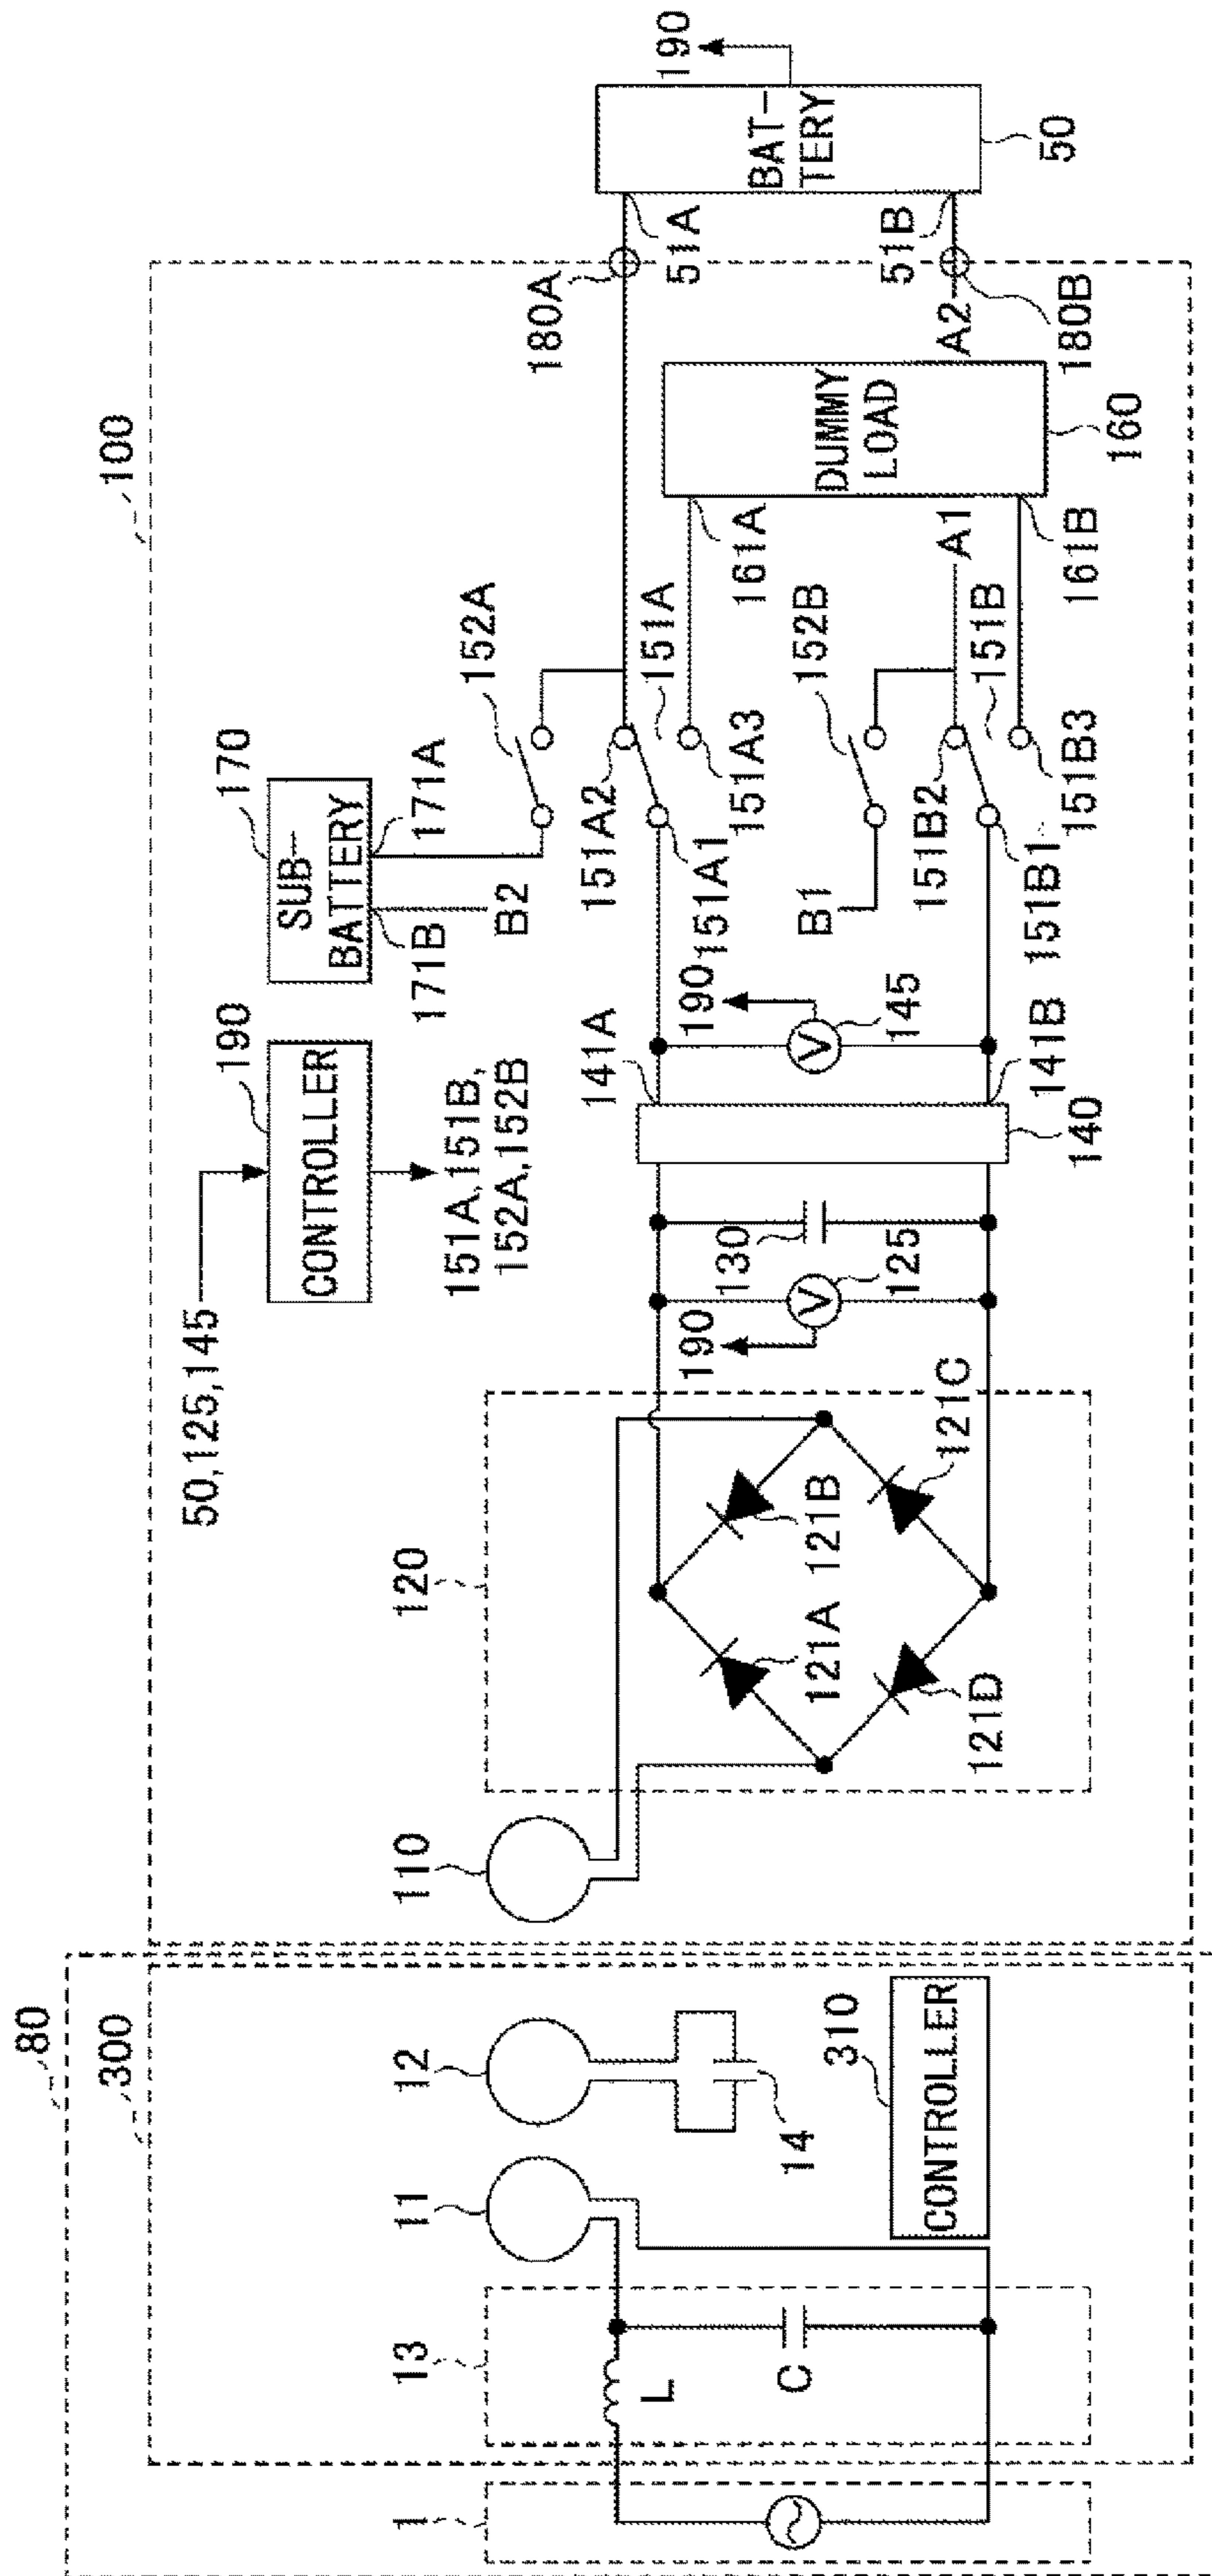 80
300
100
1
13
L
C
11
12
14
310
CONTROLLER
110
120
121A
121B
121C
121D
50,125,145
190
CONTROLLER
151A,151B,
152A,152B
170
SUB-
BATTERY
171A
171B
B2
190
V
125
130
140
141A
141B
190
V
145
152A
151A2
151A
151A1
151A3
152B
B1
151B2
151B
151B1
151B3
A1
161A
161B
DUMMY
LOAD
160
180A
180B
A2
51A
51B
BAT-
TERY
50
190